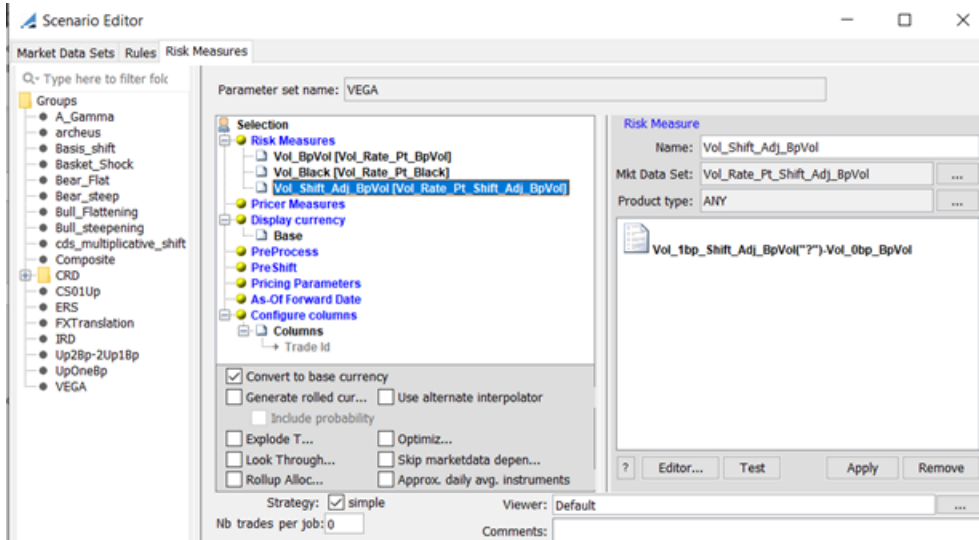 Scenario Editor
Market Data Sets Rules Risk Measures
Type here to filter folc
Groups
A_Gamma
archeus
Basis_shift
Basket_Shock
Bear_Flat
Bear_steep
Bull_Flattening
Bull_steepening
cds_multiplicative_shift
Composite
CRD
CS01Up
ERS
FXTranslation
IRD
Up2Bp-2Up1Bp
UpOneBp
VEGA
Parameter set name: VEGA
Selection
Risk Measures
Vol_BpVol [Vol_Rate_Pt_BpVol]
Vol_Black [Vol_Rate_Pt_Black]
Vol_Shift_Adj_BpVol [Vol_Rate_Pt_Shift_Adj_BpVol]
Pricer Measures
Display currency
Base
PreProcess
PreShift
Pricing Parameters
As-Of Forward Date
Configure columns
Columns
Trade Id
Convert to base currency
Generate rolled cur... Use alternate interpolator
Include probability
Explode T... Optimiz...
Look Through... Skip marketdata depen...
Rollup Alloc... Approx. daily avg. instruments
Strategy: simple
Nb trades per job: 0
Viewer: Default ...
Comments:
Risk Measure
Name: Vol_Shift_Adj_BpVol
Mkt Data Set: Vol_Rate_Pt_Shift_Adj_BpVol ...
Product type: ANY ...
Vol_1bp_Shift_Adj_BpVol("?")-Vol_0bp_BpVol
? Editor... Test Apply Remove